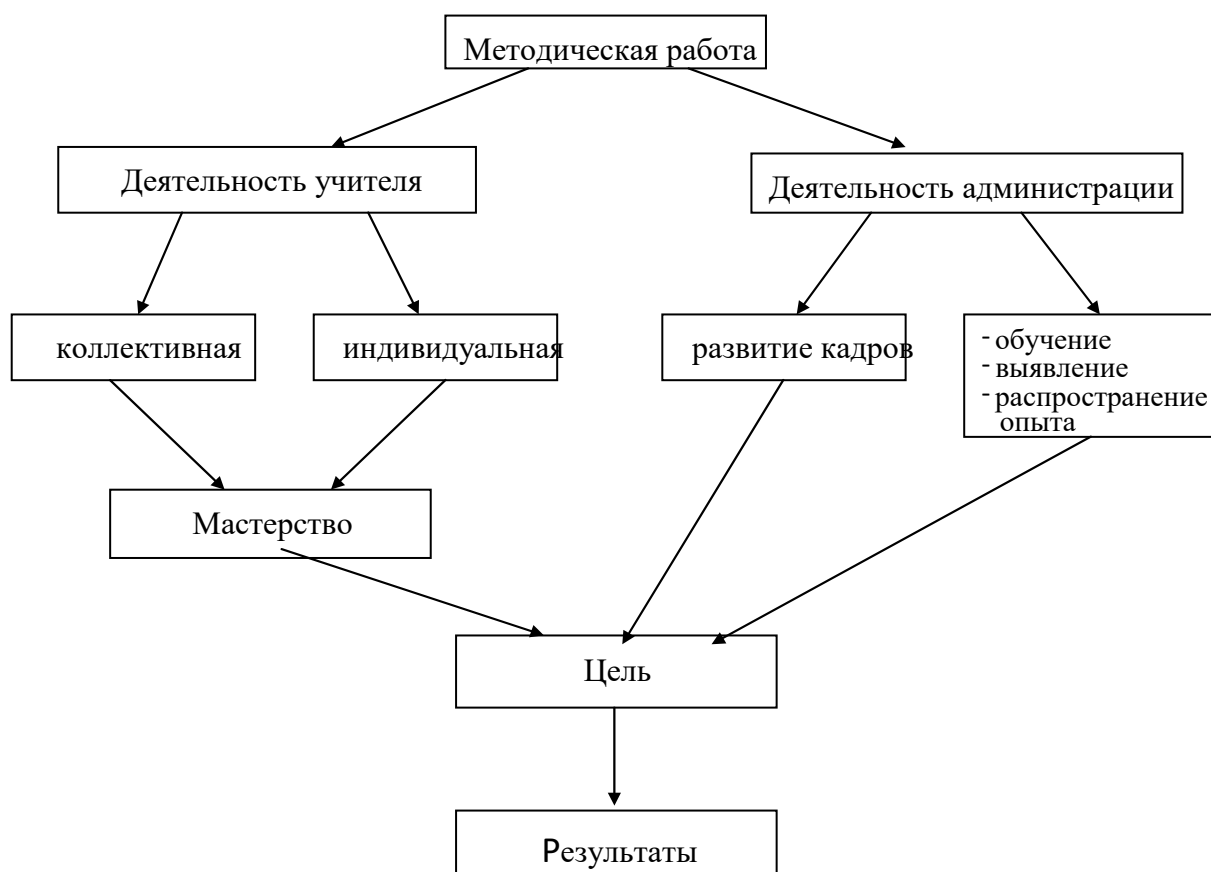 Методическая работа
Деятельность учителя
Деятельность администрации
коллективная
индивидуальная
развитие кадров
- обучение
- выявление
- распространение
опыта
Мастерство
Цель
Результаты